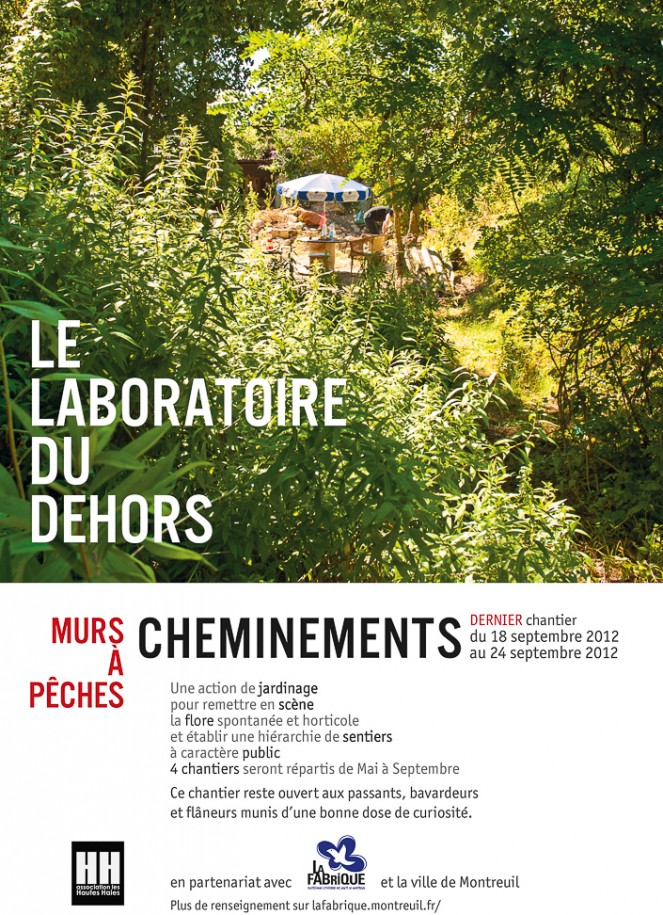 LE
LABORATOIRE
DU
DEHORS
MURS
À
PÊCHES
CHEMINEMENTS
DERNIER chantier
du 18 septembre 2012
au 24 septembre 2012
Une action de jardinage
pour remettre en scène
la flore spontanée et horticole
et établir une hiérarchie de sentiers
à caractère public
4 chantiers seront répartis de Mai à Septembre
Ce chantier reste ouvert aux passants, bavardeurs
et flâneurs munis d'une bonne dose de curiosité.
HH
association les
Hautes Haies
en partenariat avec
LA
FABRIQUE
et la ville de Montreuil
Plus de renseignement sur lafabrique.montreuil.fr/